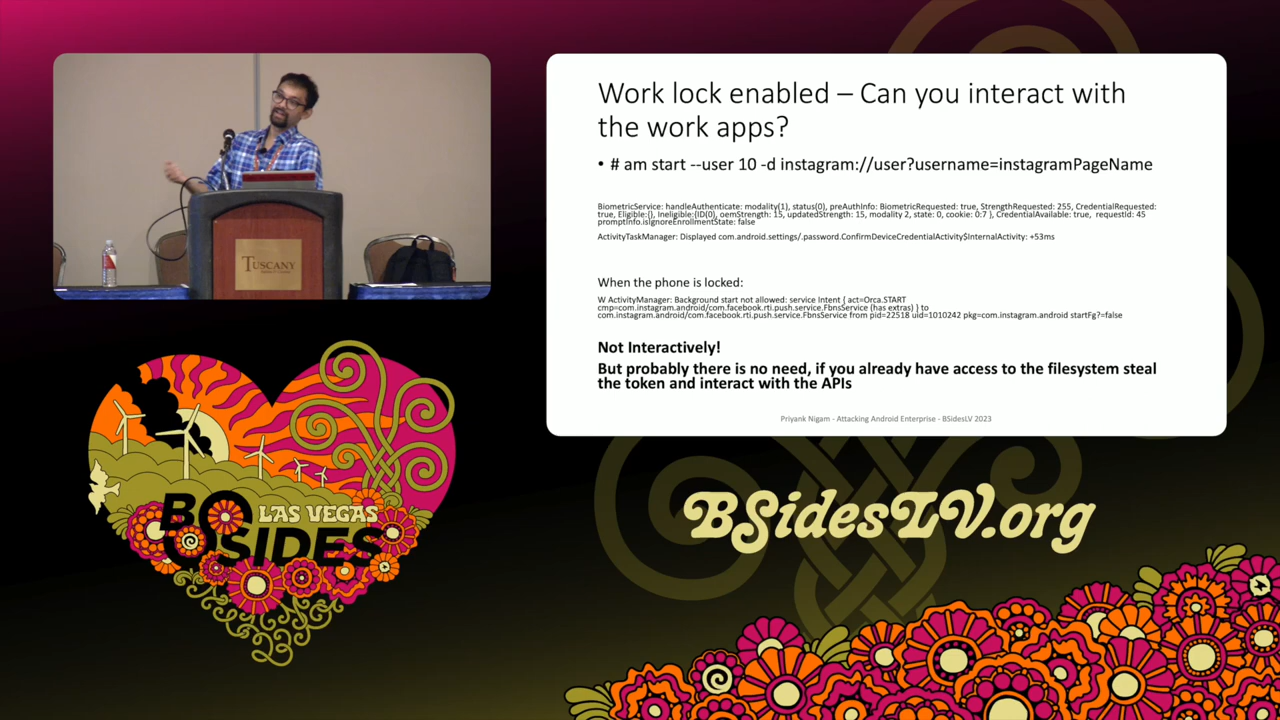 Work lock enabled – Can you interact with
the work apps?
• # am start --user 10 -d instagram://user?username=instagramPageName
BiometricService: handleAuthenticate: modality(1), status(0), preAuthInfo: BiometricRequested: true, StrengthRequested: 255, CredentialRequested:
true, Eligible:{}, Ineligible:{ID(0), oemStrength: 15, updatedStrength: 15, modality 2, state: 0, cookie: 0:7 }, CredentialAvailable: true,  requestId: 45
promptInfo.isIgnoreEnrollmentState: false
ActivityTaskManager: Displayed com.android.settings/.password.ConfirmDeviceCredentialActivity$InternalActivity: +53ms
When the phone is locked:
W ActivityManager: Background start not allowed: service Intent { act=Orca.START
cmp=com.instagram.android/com.facebook.rti.push.service.FbnsService (has extras) } to
com.instagram.android/com.facebook.rti.push.service.FbnsService from pid=22518 uid=1010242 pkg=com.instagram.android startFg?=false
Not Interactively!
But probably there is no need, if you already have access to the filesystem steal
the token and interact with the APIs
Priyank Nigam - Attacking Android Enterprise - BSidesLV 2023
TUSCANY
BSidesLV.org
LAS VEGAS
BSIDES
23